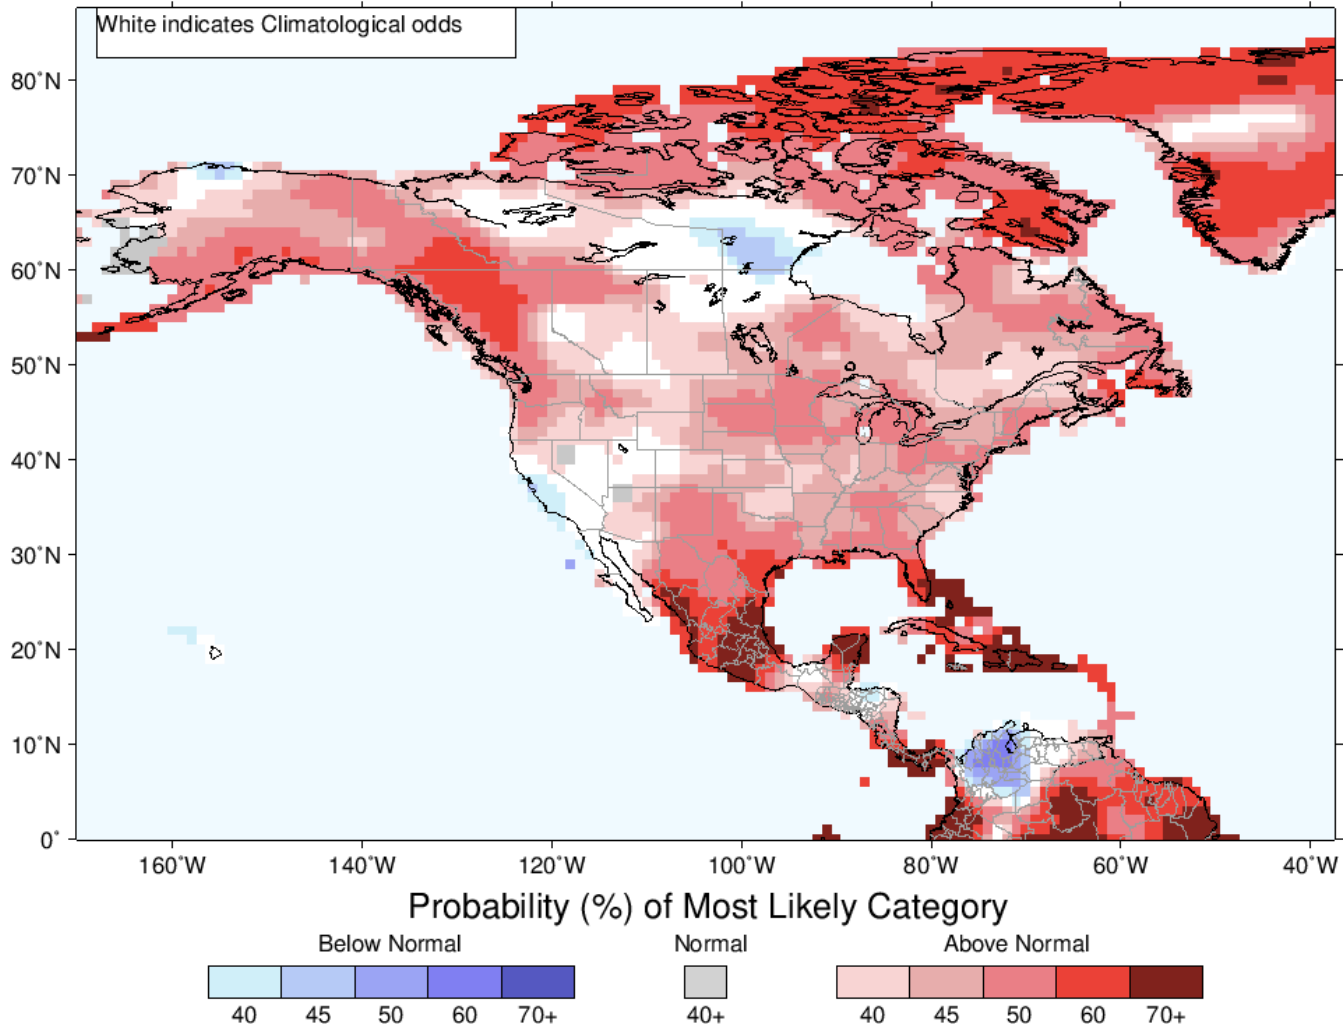 White indicates Climatological odds
80°N
70°N
60°N
50°N
40°N
30°N
20°N
10°N
0°
160°W 140°W 120°W 100°W 80°W 60°W 40°W
Probability (%) of Most Likely Category
Below Normal Normal Above Normal
40 45 50 60 70+ 40+ 40 45 50 60 70+